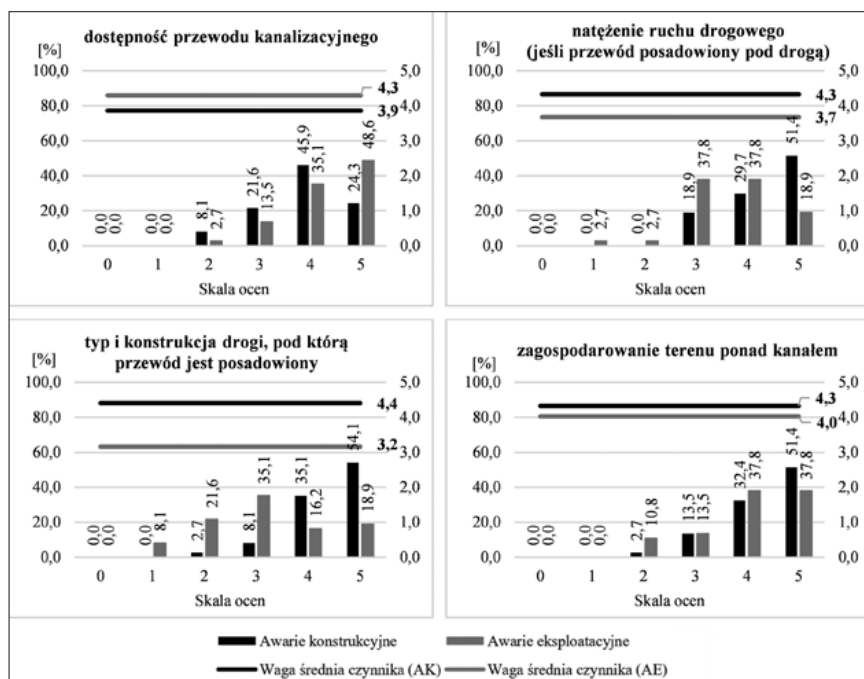 dostępność przewodu kanalizacyjnego
[%]
100,0 5,0
80,0 4,0
60,0 3,0
40,0 2,0
20,0 1,0
0,0 0,0
4,3
3,9
0,0 0,0 0,0 0,0 8,1 2,7 21,6 13,5 45,9 35,1 24,3 48,6
0 1 2 3 4 5
Skala ocen
natężenie ruchu drogowego
(jeśli przewód posadowiony pod drogą)
[%]
100,0 5,0
80,0 4,0
60,0 3,0
40,0 2,0
20,0 1,0
0,0 0,0
4,3
3,7
0,0 0,0 0,0 2,7 0,0 2,7 18,9 37,8 29,7 37,8 51,4 18,9
0 1 2 3 4 5
Skala ocen
typ i konstrukcja drogi, pod którą
przewód jest posadowiony
[%]
100,0 5,0
80,0 4,0
60,0 3,0
40,0 2,0
20,0 1,0
0,0 0,0
4,4
3,2
0,0 0,0 0,0 8,1 2,7 21,6 8,1 35,1 35,1 16,2 54,1 18,9
0 1 2 3 4 5
Skala ocen
zagospodarowanie terenu ponad kanałem
[%]
100,0 5,0
80,0 4,0
60,0 3,0
40,0 2,0
20,0 1,0
0,0 0,0
4,3
4,0
0,0 0,0 0,0 0,0 2,7 10,8 13,5 13,5 32,4 37,8 51,4 37,8
0 1 2 3 4 5
Skala ocen
Awarie konstrukcyjne Awarie eksploatacyjne
Waga średnia czynnika (AK) Waga średnia czynnika (AE)